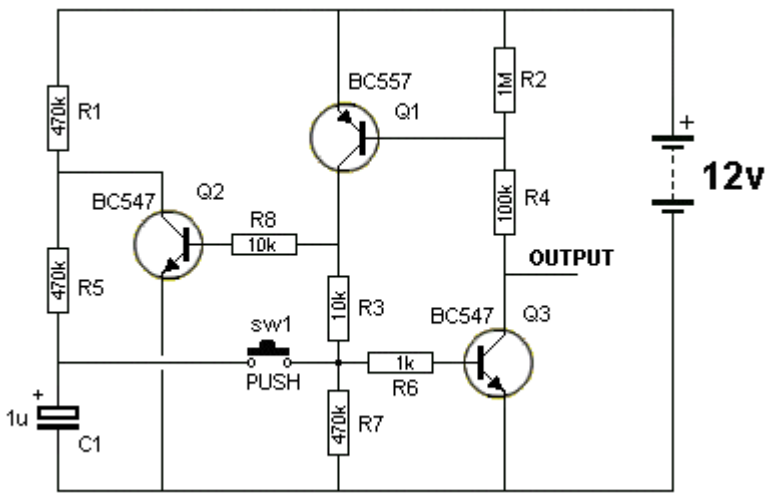 BC557
Q1
R1
470k
1M
R2
+
12v
BC547
Q2
R8
10k
100k
R4
OUTPUT
470k
R5
10k
R3
BC547
Q3
sw1
PUSH
1k
R6
+
1u
C1
470k
R7